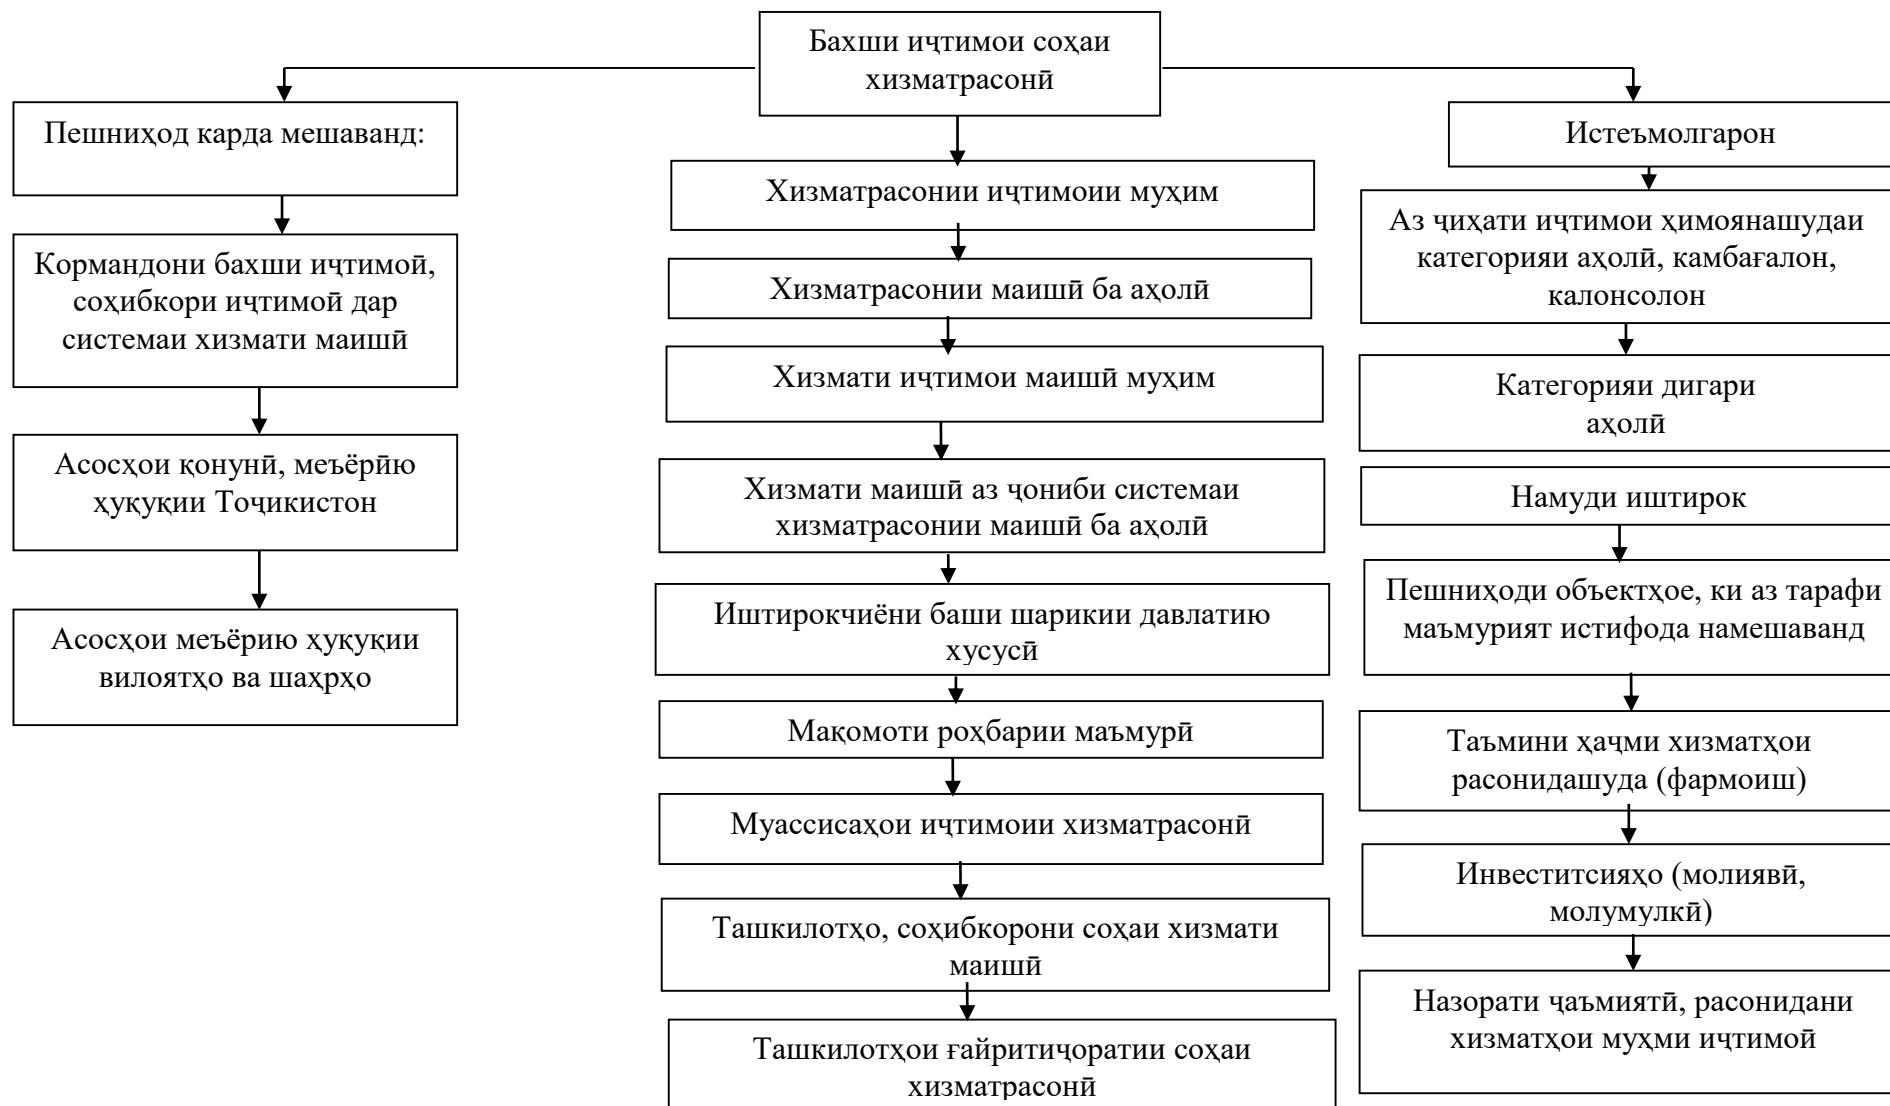 Бахши иҷтимои соҳаи
хизматрасонӣ
Пешниҳод карда мешаванд:
Кормандони бахши иҷтимоӣ,
соҳибкори иҷтимоӣ дар
системаи хизмати маишӣ
Асосҳои қонунӣ, меъёрӣю
ҳуқуқии Тоҷикистон
Асосҳои меъёрию ҳуқуқии
вилоятҳо ва шаҳрҳо
Хизматрасонии иҷтимоии муҳим
Хизматрасонии маишӣ ба аҳолӣ
Хизмати иҷтимои маишӣ муҳим
Хизмати маишӣ аз ҷониби системаи
хизматрасонии маишӣ ба аҳолӣ
Иштирокчиёни баши шарикии давлатию
хусусӣ
Мақомоти роҳбарии маъмурӣ
Муассисаҳои иҷтимоии хизматрасонӣ
Ташкилотҳо, соҳибкорони соҳаи хизмати
маишӣ
Ташкилотҳои ғайритиҷоратии соҳаи
хизматрасонӣ
Истеъмолгарон
Аз ҷиҳати иҷтимои ҳимоянашудаи
категорияи аҳолӣ, камбағалон,
калонсолон
Категорияи дигари
аҳолӣ
Намуди иштирок
Пешниҳоди объектҳое, ки аз тарафи
маъмурият истифода намешаванд
Таъмини ҳаҷми хизматҳои
расонидашуда (фармоиш)
Инвеститсияҳо (молиявӣ,
молумулкӣ)
Назорати ҷаъмиятӣ, расонидани
хизматҳои муҳми иҷтимоӣ